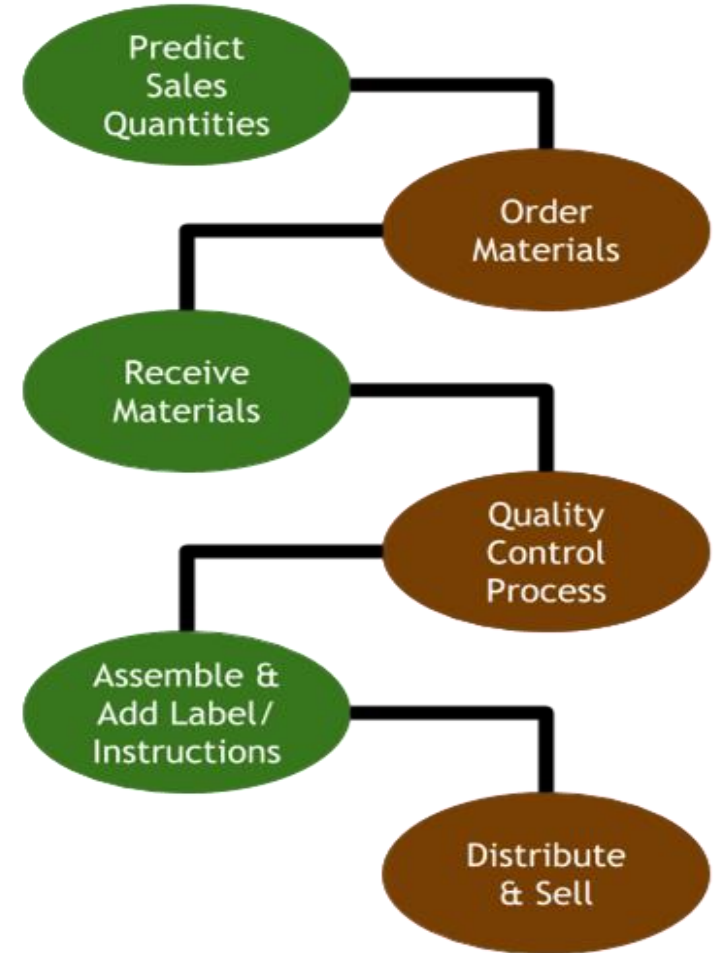 Predict
Sales
Quantities
Order
Materials
Receive
Materials
Quality
Control
Process
Assemble &
Add Label/
Instructions
Distribute
& Sell